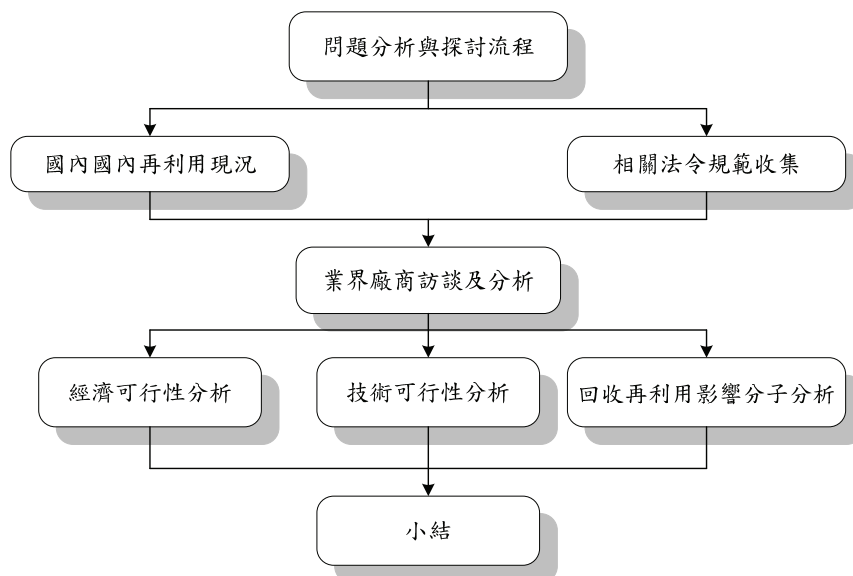 問題分析與探討流程
國內國內再利用現況
相關法令規範收集
業界廠商訪談及分析
經濟可行性分析
技術可行性分析
回收再利用影響分子分析
小結